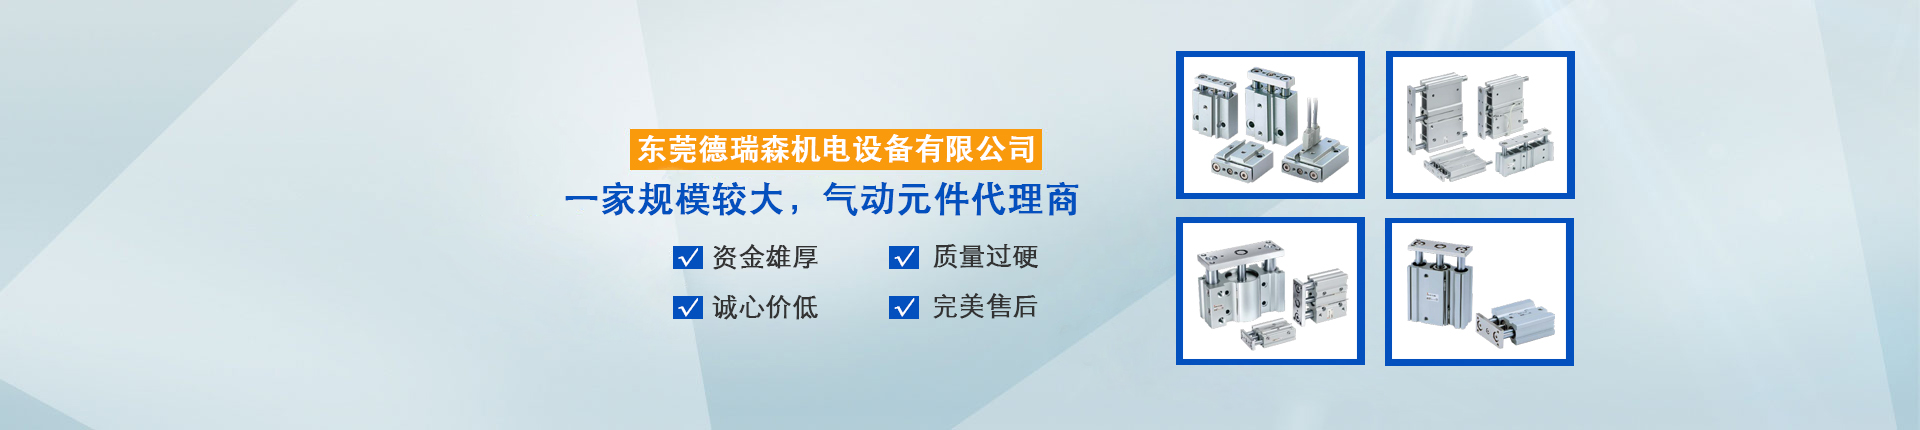 东莞德瑞森机电设备有限公司
一家规模较大，气动元件代理商
资金雄厚 质量过硬
诚心价低 完美售后